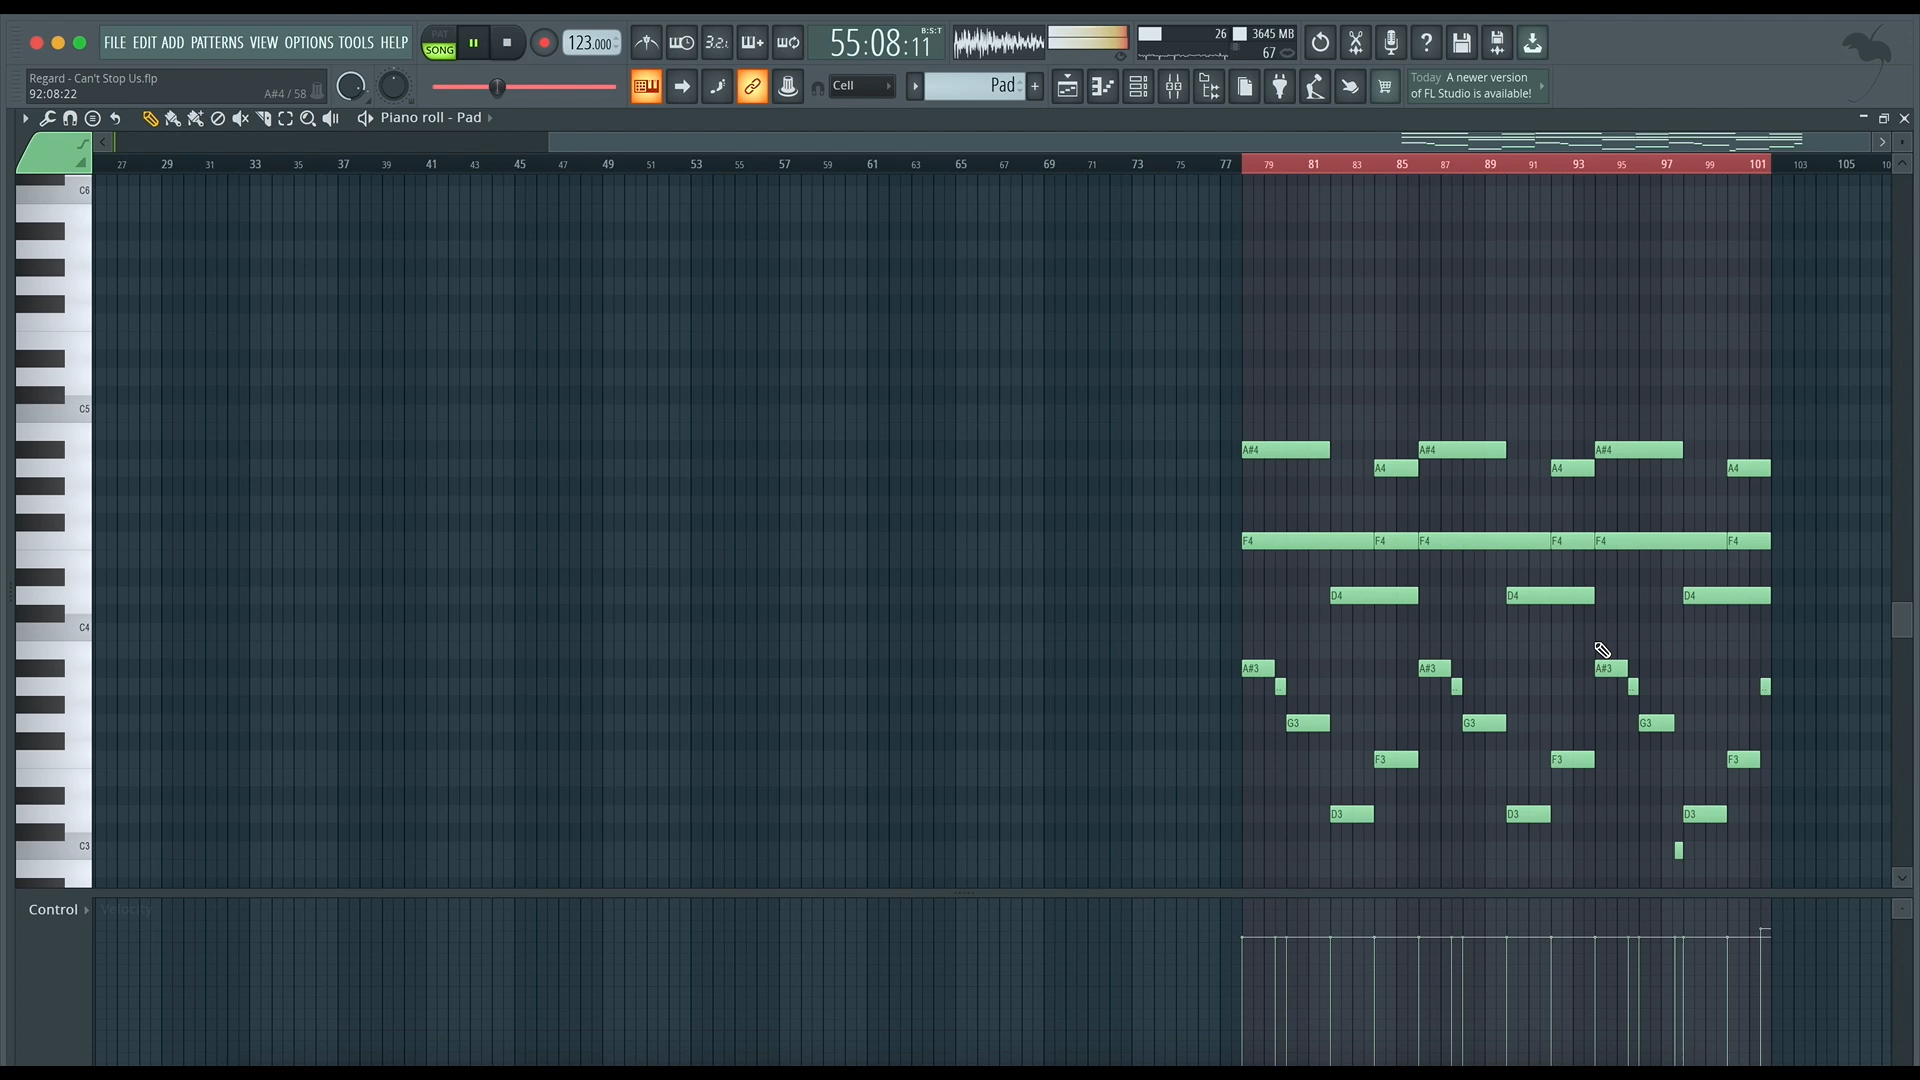 FILE EDIT ADD PATTERNS VIEW OPTIONS TOOLS HELP
PAT
SONG
123.000
3.2.
55:08:11
B:S:T
26
3645 MB
67
Regard - Can't Stop Us.flp
92:08:22
A#4 / 58
Cell
Pad
Today A newer version
of FL Studio is available!
Piano roll - Pad
27 29 31 33 35 37 39 41 43 45 47 49 51 53 55 57 59 61 63 65 67 69 71 73 75 77 79 81 83 85 87 89 91 93 95 97 99 101 103 105 10
C6
C5
A#4 A#4 A#4
A4 A4 A4
F4 F4 F4 F4 F4 F4
D4 D4 D4
C4
A#3 A#3 A#3
G3 G3 G3
F3 F3 F3
D3 D3 D3
C3
Control
Velocity